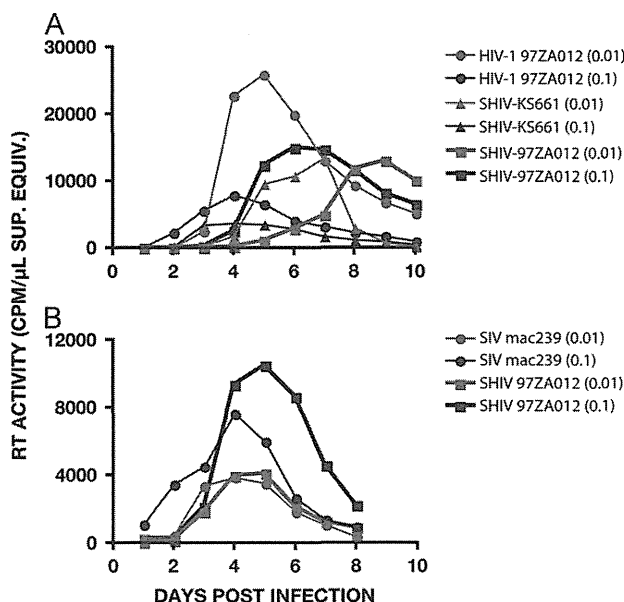 A
RT ACTIVITY (CPM/µL SUP. EQUIV.)
30000
20000
10000
0
0 2 4 6 8 10
HIV-1 97ZA012 (0.01)
HIV-1 97ZA012 (0.1)
SHIV-KS661 (0.01)
SHIV-KS661 (0.1)
SHIV-97ZA012 (0.01)
SHIV-97ZA012 (0.1)
B
12000
8000
4000
0
0 2 4 6 8 10
SIV mac239 (0.01)
SIV mac239 (0.1)
SHIV 97ZA012 (0.01)
SHIV 97ZA012 (0.1)
DAYS POST INFECTION